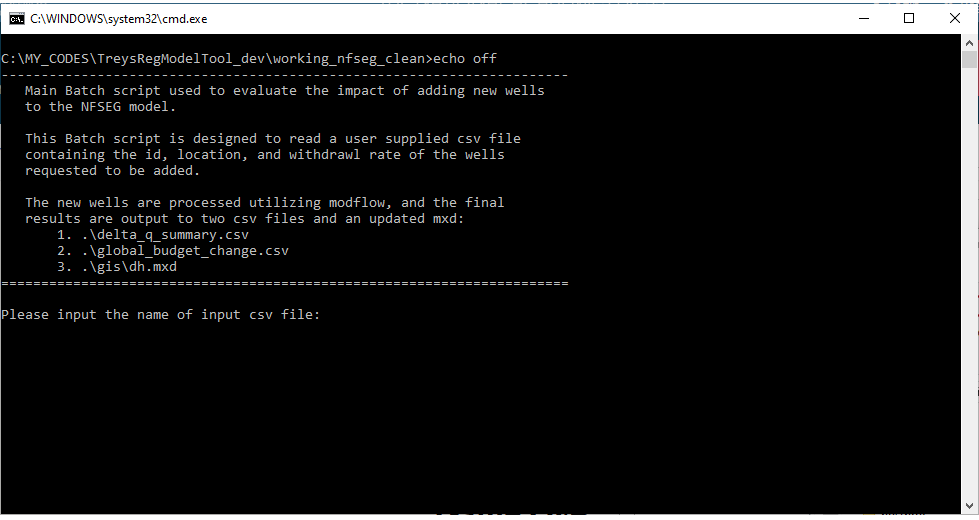 C:\WINDOWS\system32\cmd.exe
C:\MY_CODES\TreysRegModelTool_dev\working_nfseg_clean>echo off
-----------------------------------------------------------------------
Main Batch script used to evaluate the impact of adding new wells
to the NFSEG model.
This Batch script is designed to read a user supplied csv file
containing the id, location, and withdrawl rate of the wells
requested to be added.
The new wells are processed utilizing modflow, and the final
results are output to two csv files and an updated mxd:
1. .\delta_q_summary.csv
2. .\global_budget_change.csv
3. .\gis\dh.mxd
=======================================================================
Please input the name of input csv file: